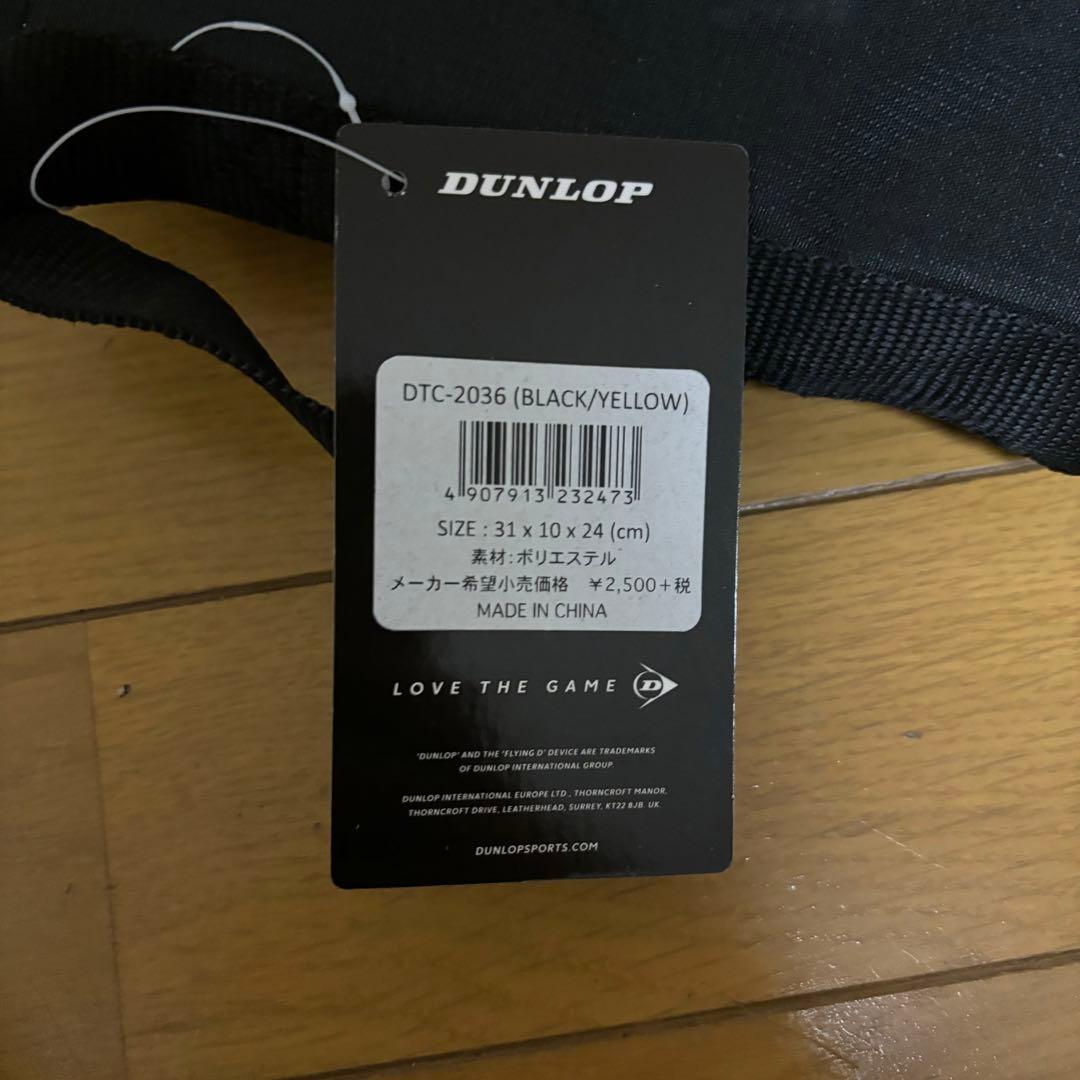 DUNLOP
DTC-2036 (BLACK/YELLOW)
4 907913 232473
SIZE : 31 x 10 x 24 (cm)
素材:ポリエステル
メーカー希望小売価格 ¥2,500+税
MADE IN CHINA
LOVE THE GAME D
'DUNLOP' AND THE 'FLYING D' DEVICE ARE TRADEMARKS
OF DUNLOP INTERNATIONAL GROUP.
DUNLOP INTERNATIONAL EUROPE LTD., THORNCROFT MANOR,
THORNCROFT DRIVE, LEATHERHEAD, SURREY, KT22 8JB. UK.
DUNLOPSPORTS.COM